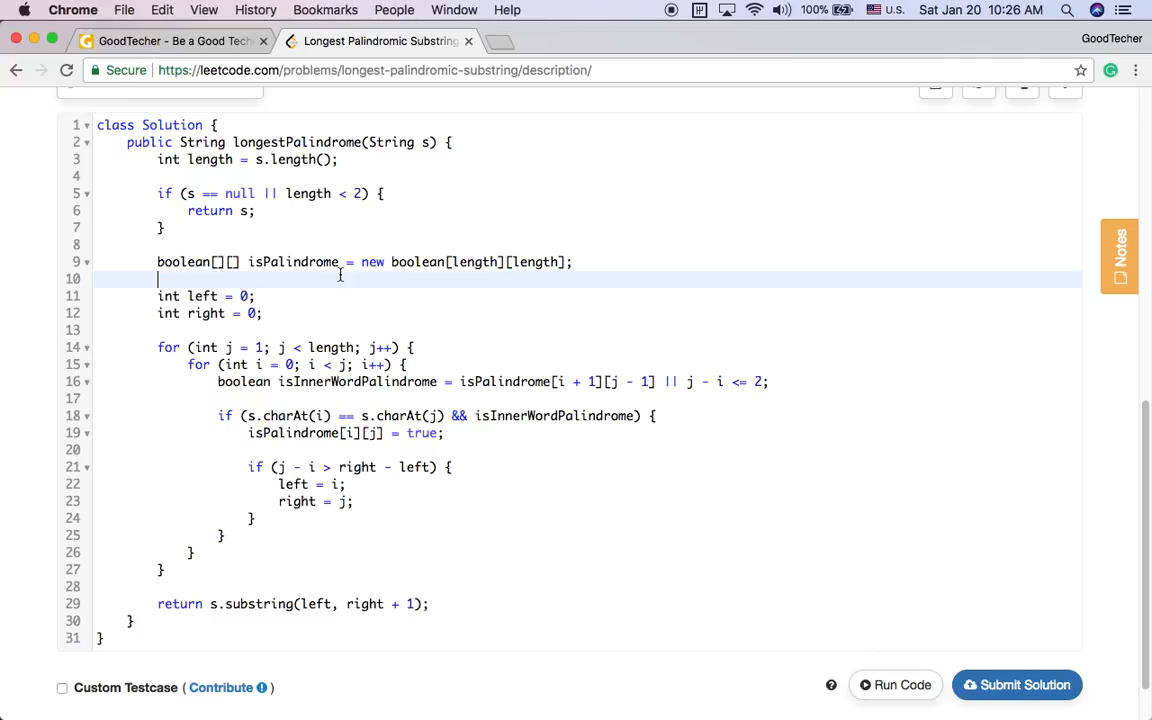 Chrome File Edit View History Bookmarks People Window Help 100% U.S. Sat Jan 20 10:26 AM
GoodTecher - Be a Good Tech Longest Palindromic Substring GoodTecher
Secure https://leetcode.com/problems/longest-palindromic-substring/description/
1 class Solution {
2 public String longestPalindrome(String s) {
3 int length = s.length();
4
5 if (s == null || length < 2) {
6 return s;
7 }
8
9 boolean[][] isPalindrome = new boolean[length][length];
10
11 int left = 0;
12 int right = 0;
13
14 for (int j = 1; j < length; j++) {
15 for (int i = 0; i < j; i++) {
16 boolean isInnerWordPalindrome = isPalindrome[i + 1][j - 1] || j - i <= 2;
17
18 if (s.charAt(i) == s.charAt(j) && isInnerWordPalindrome) {
19 isPalindrome[i][j] = true;
20
21 if (j - i > right - left) {
22 left = i;
23 right = j;
24 }
25 }
26 }
27 }
28
29 return s.substring(left, right + 1);
30 }
31 }
Notes
Custom Testcase ( Contribute ) ? Run Code Submit Solution